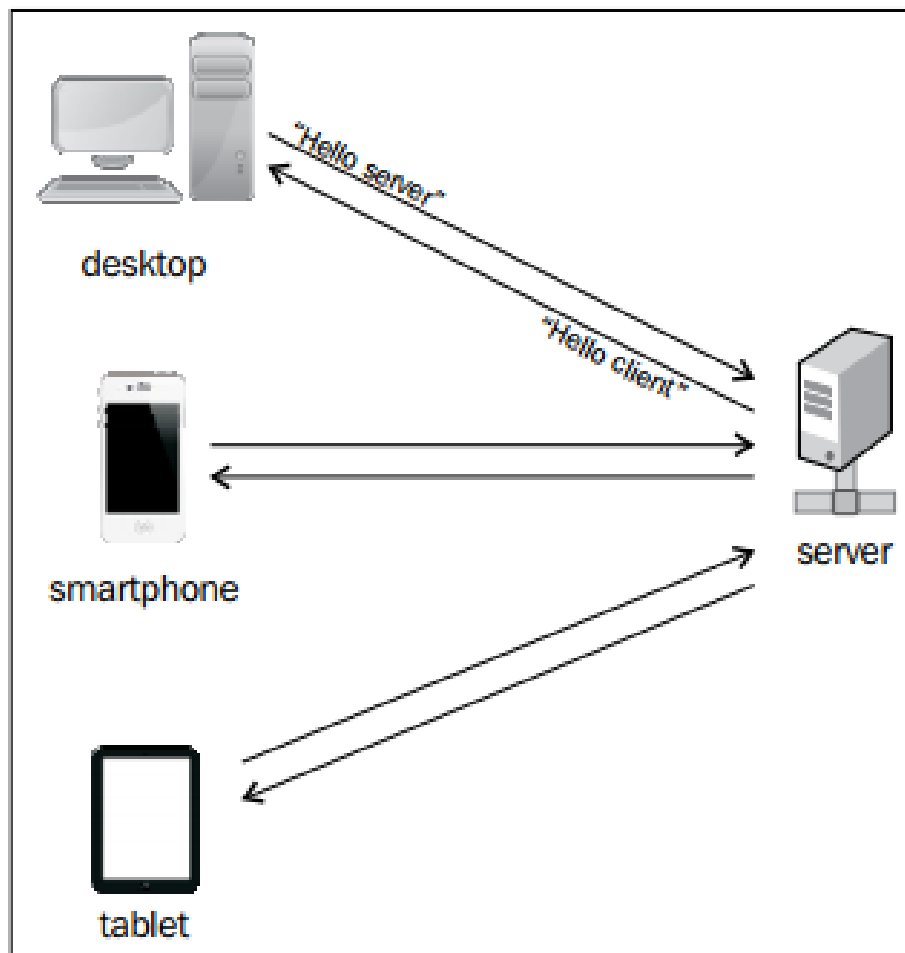 "Hello server"
desktop
"Hello client"
smartphone
server
tablet